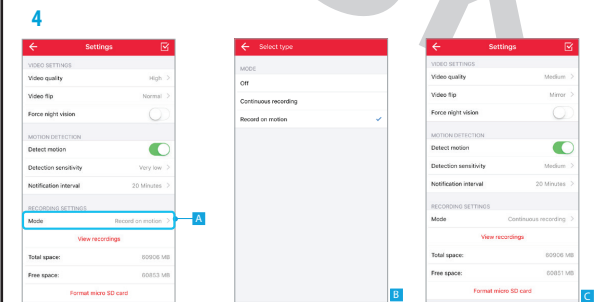 4
Settings
VIDEO SETTINGS
Video quality High
Video flip Normal
Force night vision
MOTION DETECTION
Detect motion
Detection sensitivity Very low
Notification interval 20 Minutes
RECORDING SETTINGS
Mode Record on motion
A
View recordings
Total space: 60906 MB
Free space: 60853 MB
Format micro SD card
Select type
MODE
Off
Continuous recording
Record on motion
B
Settings
VIDEO SETTINGS
Video quality Medium
Video flip Mirror
Force night vision
MOTION DETECTION
Detect motion
Detection sensitivity Medium
Notification interval 20 Minutes
RECORDING SETTINGS
Mode Continuous recording
View recordings
Total space: 60906 MB
Free space: 60851 MB
Format micro SD card
C